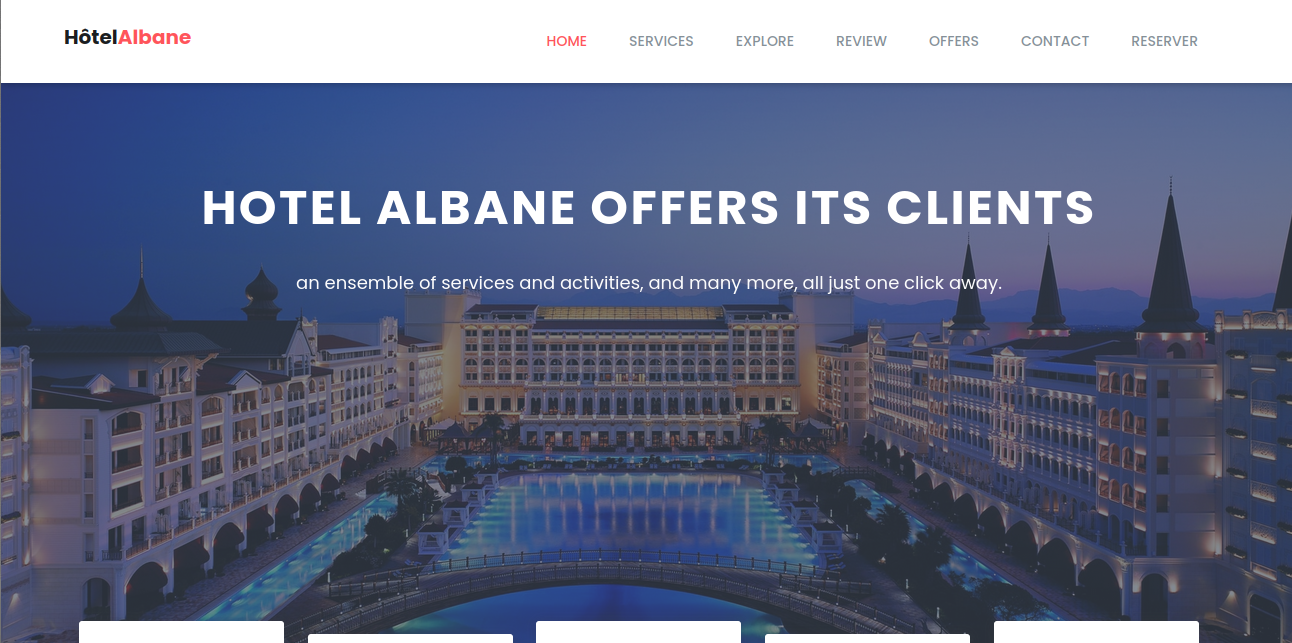 HôtelAlbane
HOME SERVICES EXPLORE REVIEW OFFERS CONTACT RESERVER
HOTEL ALBANE OFFERS ITS CLIENTS
an ensemble of services and activities, and many more, all just one click away.